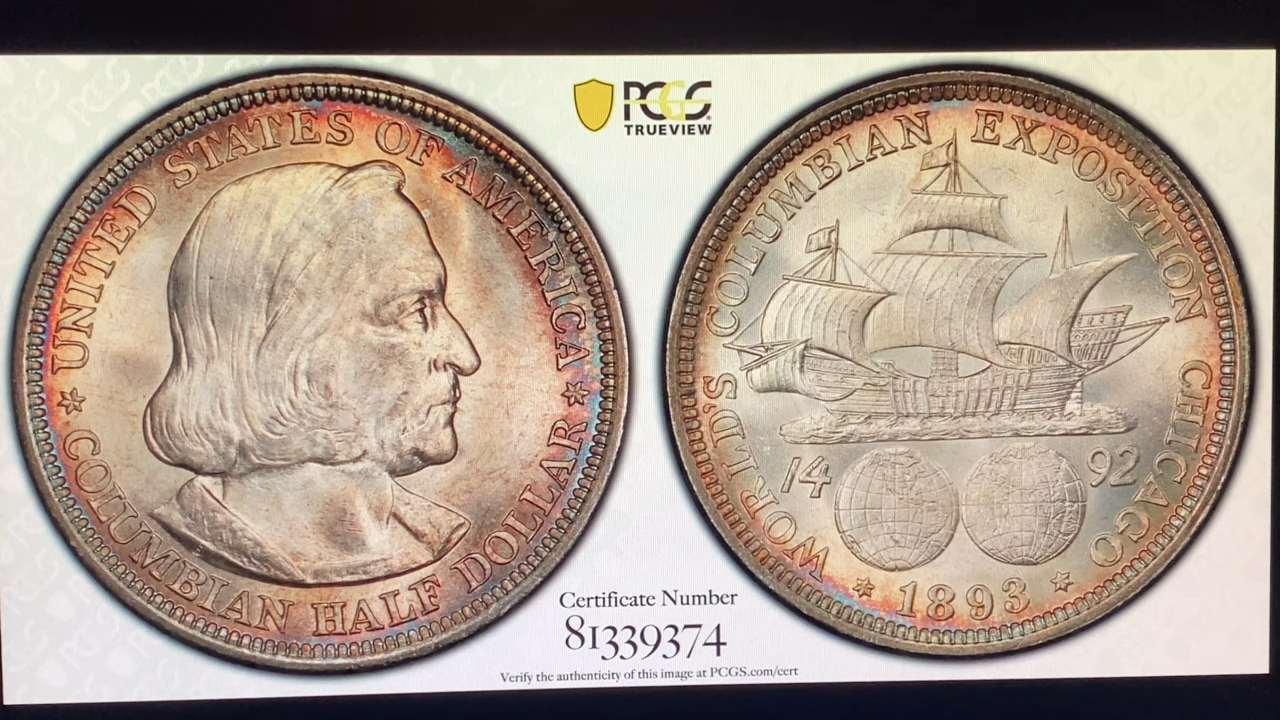 UNITED STATES OF AMERICA
COLUMBIAN HALF DOLLAR
PCGS
TRUEVIEW
WORLD'S COLUMBIAN EXPOSITION CHICAGO
14 92
1893
Certificate Number
81339374
Verify the authenticity of this image at PCGS.com/cert